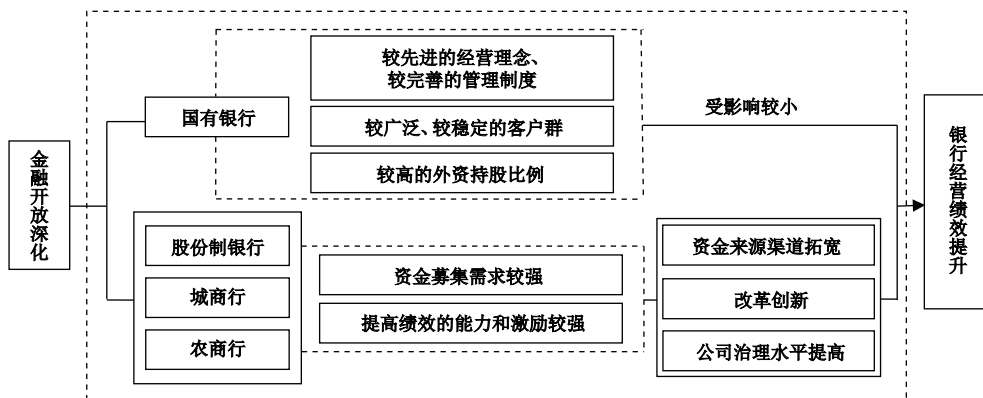 金融开放深化
国有银行
较先进的经营理念、
较完善的管理制度
较广泛、较稳定的客户群
较高的外资持股比例
受影响较小
股份制银行
城商行
农商行
资金募集需求较强
提高绩效的能力和激励较强
资金来源渠道拓宽
改革创新
公司治理水平提高
银行经营绩效提升